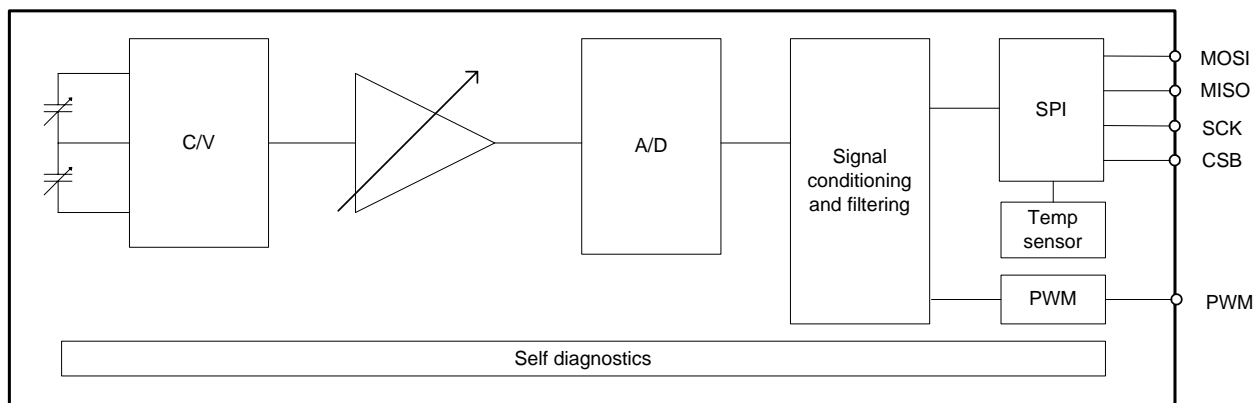 C/V
A/D
Signal
conditioning
and filtering
SPI
Temp
sensor
PWM
MOSI
MISO
SCK
CSB
PWM
Self diagnostics